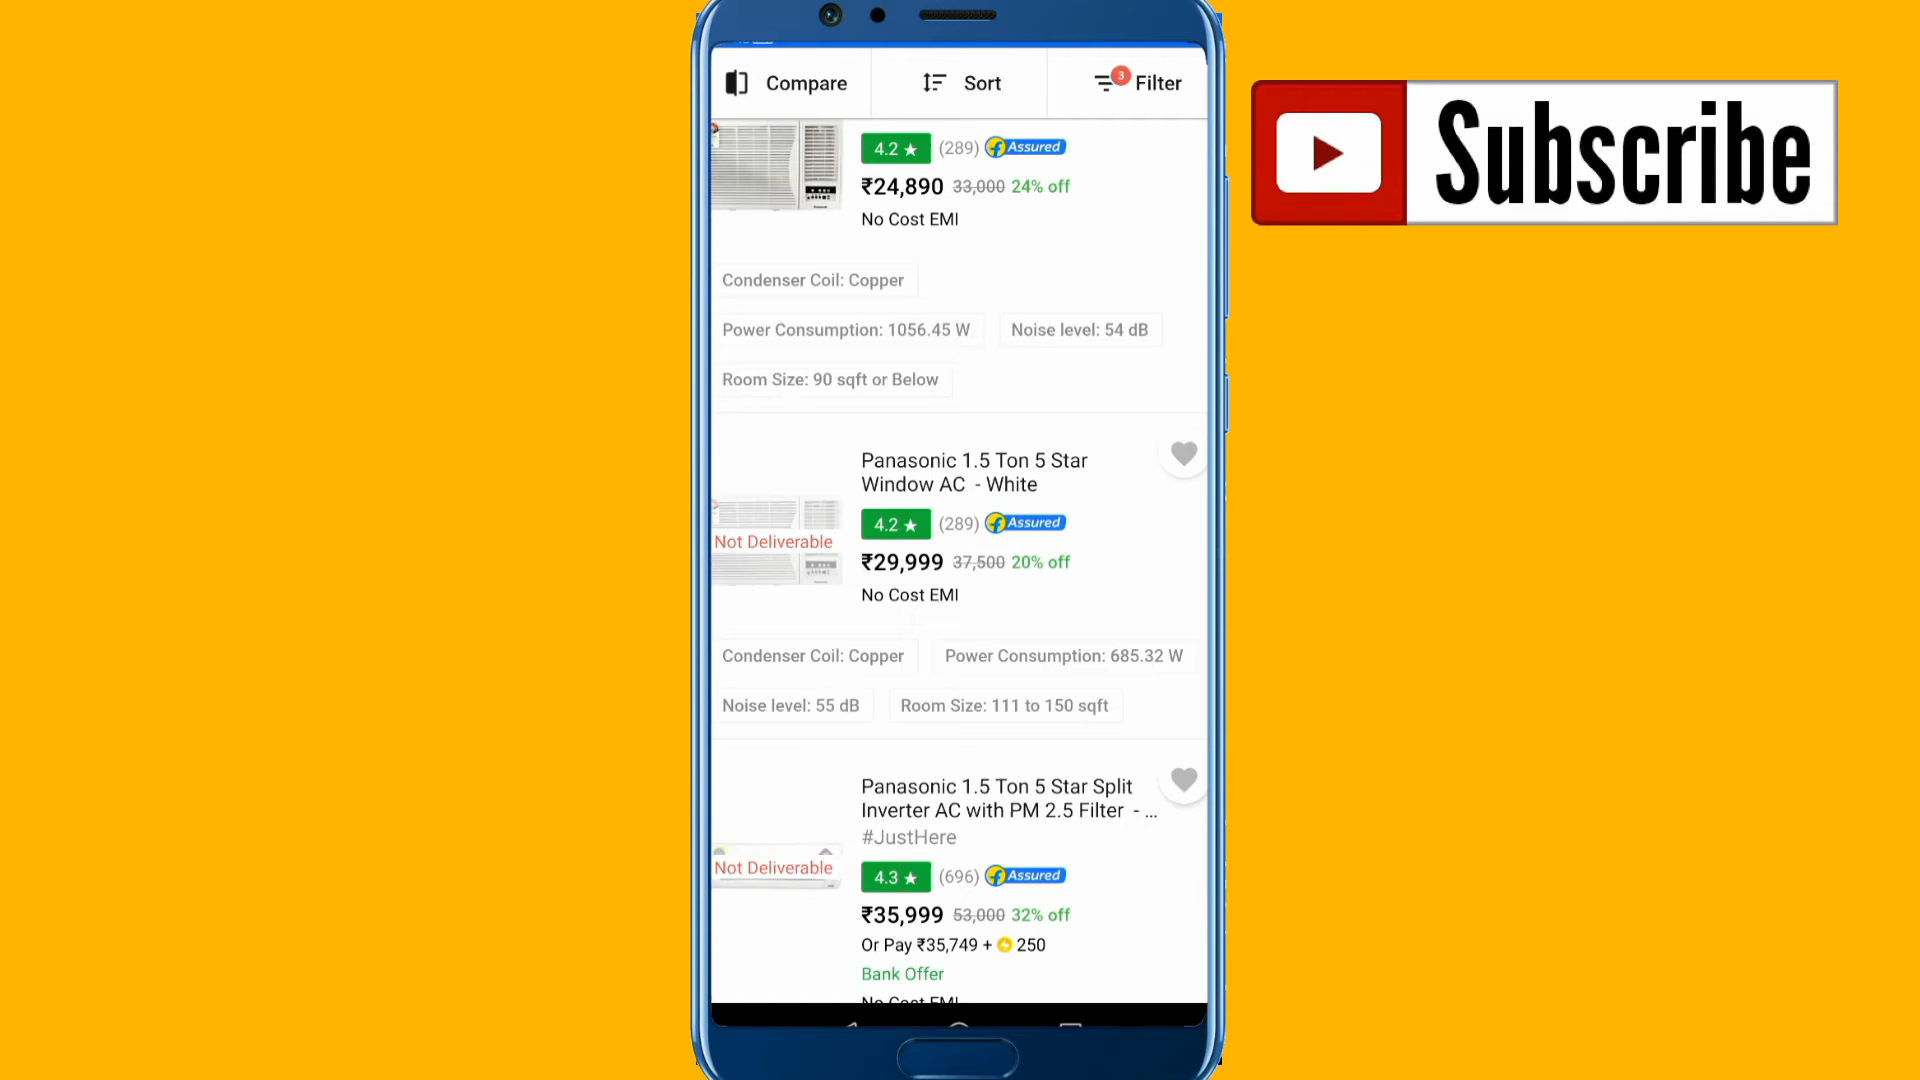 Compare Sort 3 Filter
4.2 ★ (289) Assured
₹24,890 33,000 24% off
No Cost EMI
Condenser Coil: Copper
Power Consumption: 1056.45 W Noise level: 54 dB
Room Size: 90 sqft or Below
Panasonic 1.5 Ton 5 Star
Window AC - White
4.2 ★ (289) Assured
Not Deliverable
₹29,999 37,500 20% off
No Cost EMI
Condenser Coil: Copper Power Consumption: 685.32 W
Noise level: 55 dB Room Size: 111 to 150 sqft
Panasonic 1.5 Ton 5 Star Split
Inverter AC with PM 2.5 Filter - ...
#JustHere
Not Deliverable
4.3 ★ (696) Assured
₹35,999 53,000 32% off
Or Pay ₹35,749 + 250
Bank Offer
No Cost EMI
Subscribe